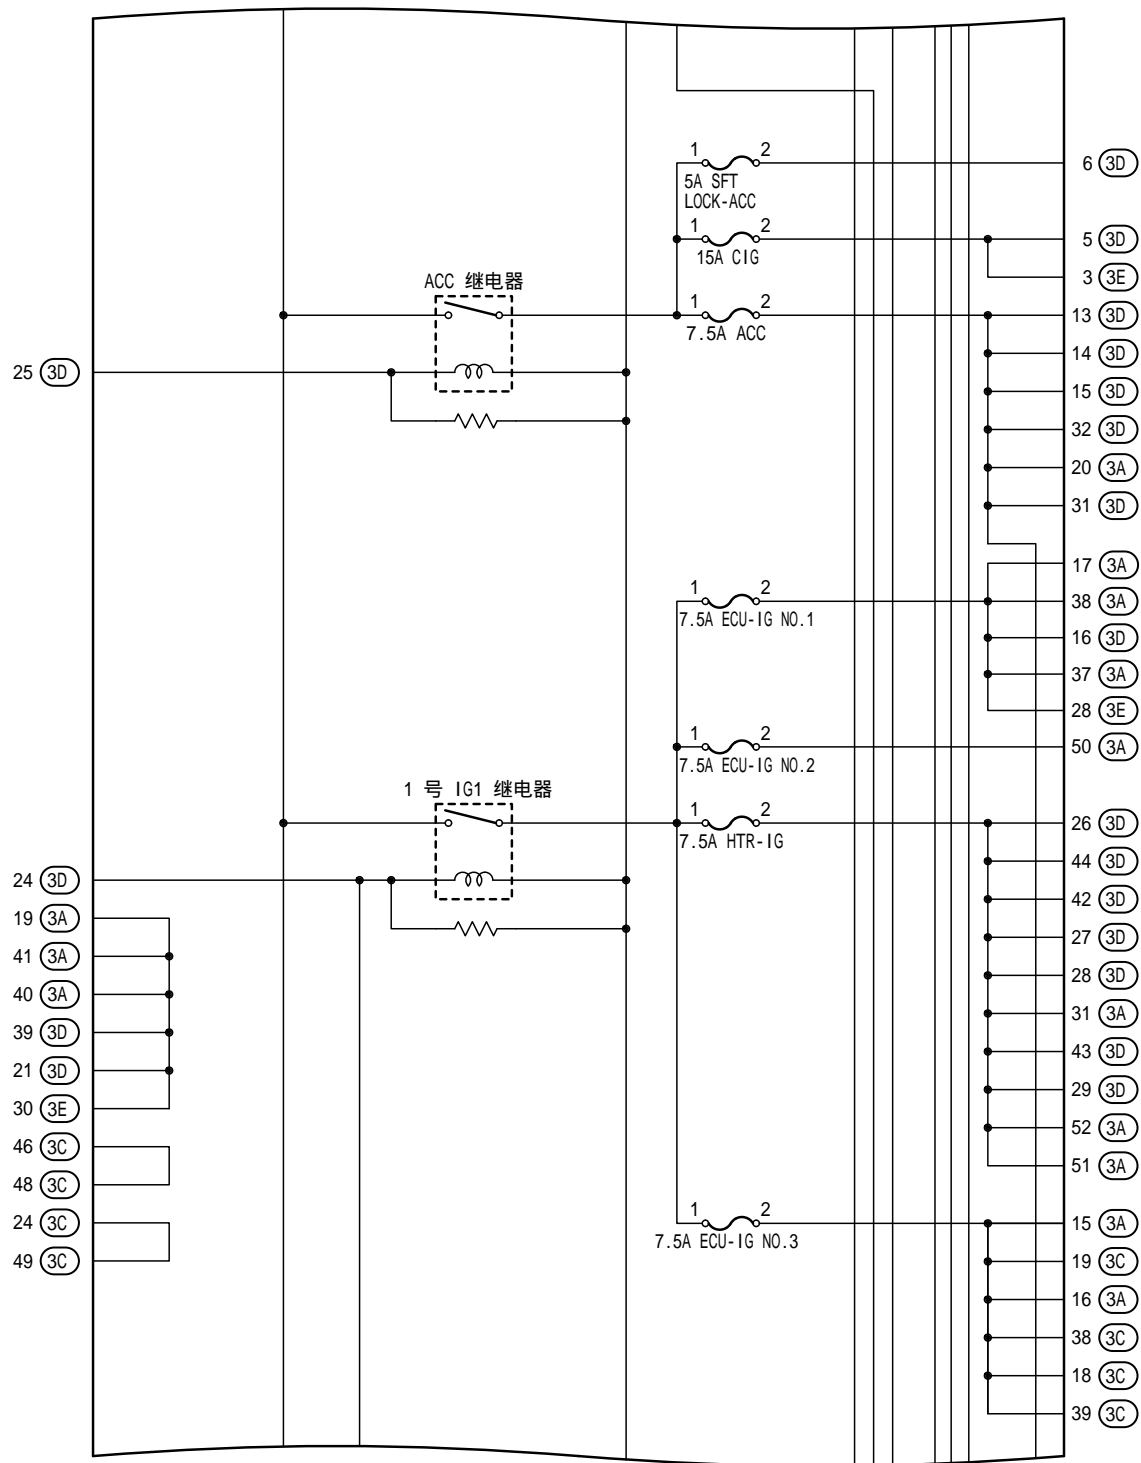 1 2
6 3D
5A SFT
LOCK-ACC
1 2
5 3D
15A CIG
3 3E
ACC 继电器
1 2
13 3D
7.5A ACC
14 3D
25 3D
15 3D
32 3D
20 3A
31 3D
17 3A
1 2
38 3A
7.5A ECU-IG NO.1
16 3D
37 3A
28 3E
1 2
50 3A
7.5A ECU-IG NO.2
1 号 IG1 继电器
1 2
26 3D
7.5A HTR-IG
44 3D
24 3D
42 3D
19 3A
27 3D
41 3A
28 3D
40 3A
31 3A
39 3D
43 3D
21 3D
29 3D
30 3E
52 3A
46 3C
51 3A
48 3C
1 2
24 3C
15 3A
7.5A ECU-IG NO.3
49 3C
19 3C
16 3A
38 3C
18 3C
39 3C